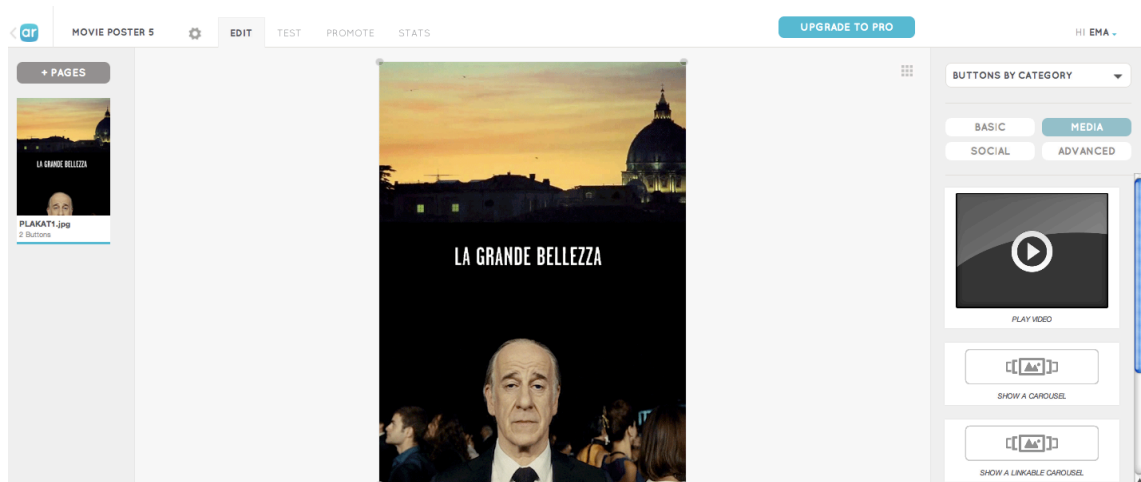 ar
MOVIE POSTER 5
EDIT
TEST
PROMOTE
STATS
UPGRADE TO PRO
HI EMA
+ PAGES
LA GRANDE BELLEZZA
PLAKAT1.jpg
2 Buttons
LA GRANDE BELLEZZA
BUTTONS BY CATEGORY
BASIC
MEDIA
SOCIAL
ADVANCED
PLAY VIDEO
SHOW A CAROUSEL
SHOW A LINKABLE CAROUSEL